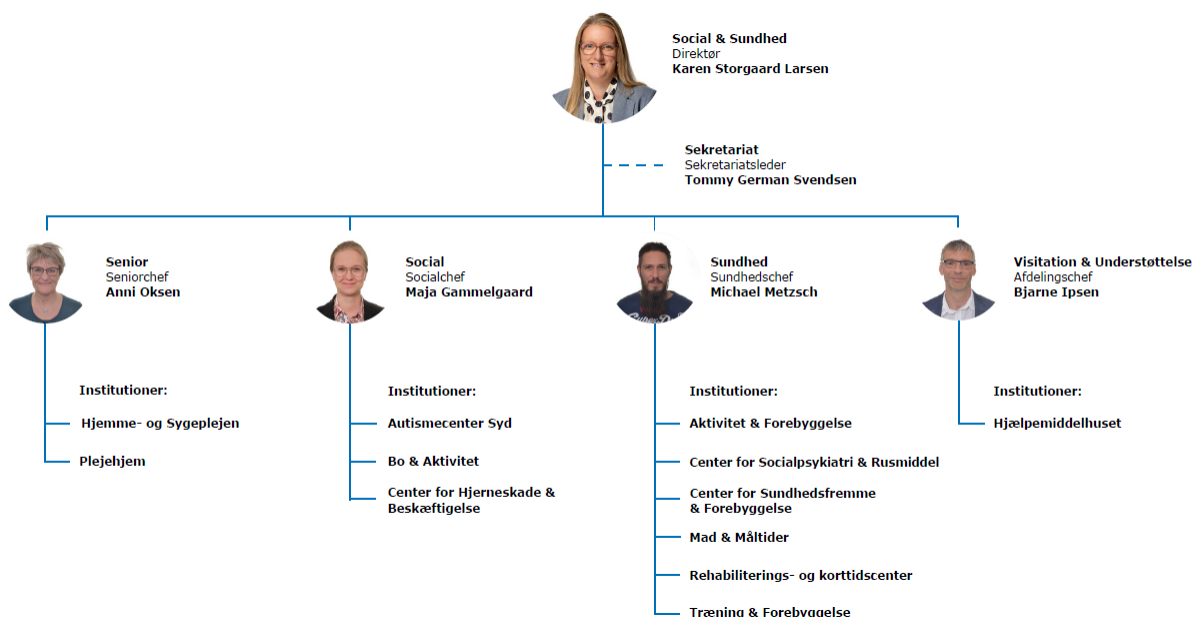 Social & Sundhed
Direktør
Karen Storgaard Larsen
Sekretariat
Sekretariatsleder
Tommy German Svendsen
Senior
Seniorchef
Anni Oksen
Social
Socialchef
Maja Gammelgaard
Sundhed
Sundhedschef
Michael Metzsch
Visitation & Understøttelse
Afdelingschef
Bjarne Ipsen
Institutioner:
Hjemme- og Sygeplejen
Plejehjem
Institutioner:
Autismecenter Syd
Bo & Aktivitet
Center for Hjerneskade &
Beskæftigelse
Institutioner:
Aktivitet & Forebyggelse
Center for Socialpsykiatri & Rusmiddel
Center for Sundhedsfremme
& Forebyggelse
Mad & Måltider
Rehabiliterings- og korttidscenter
Træning & Forebyggelse
Institutioner:
Hjælpemiddelhuset